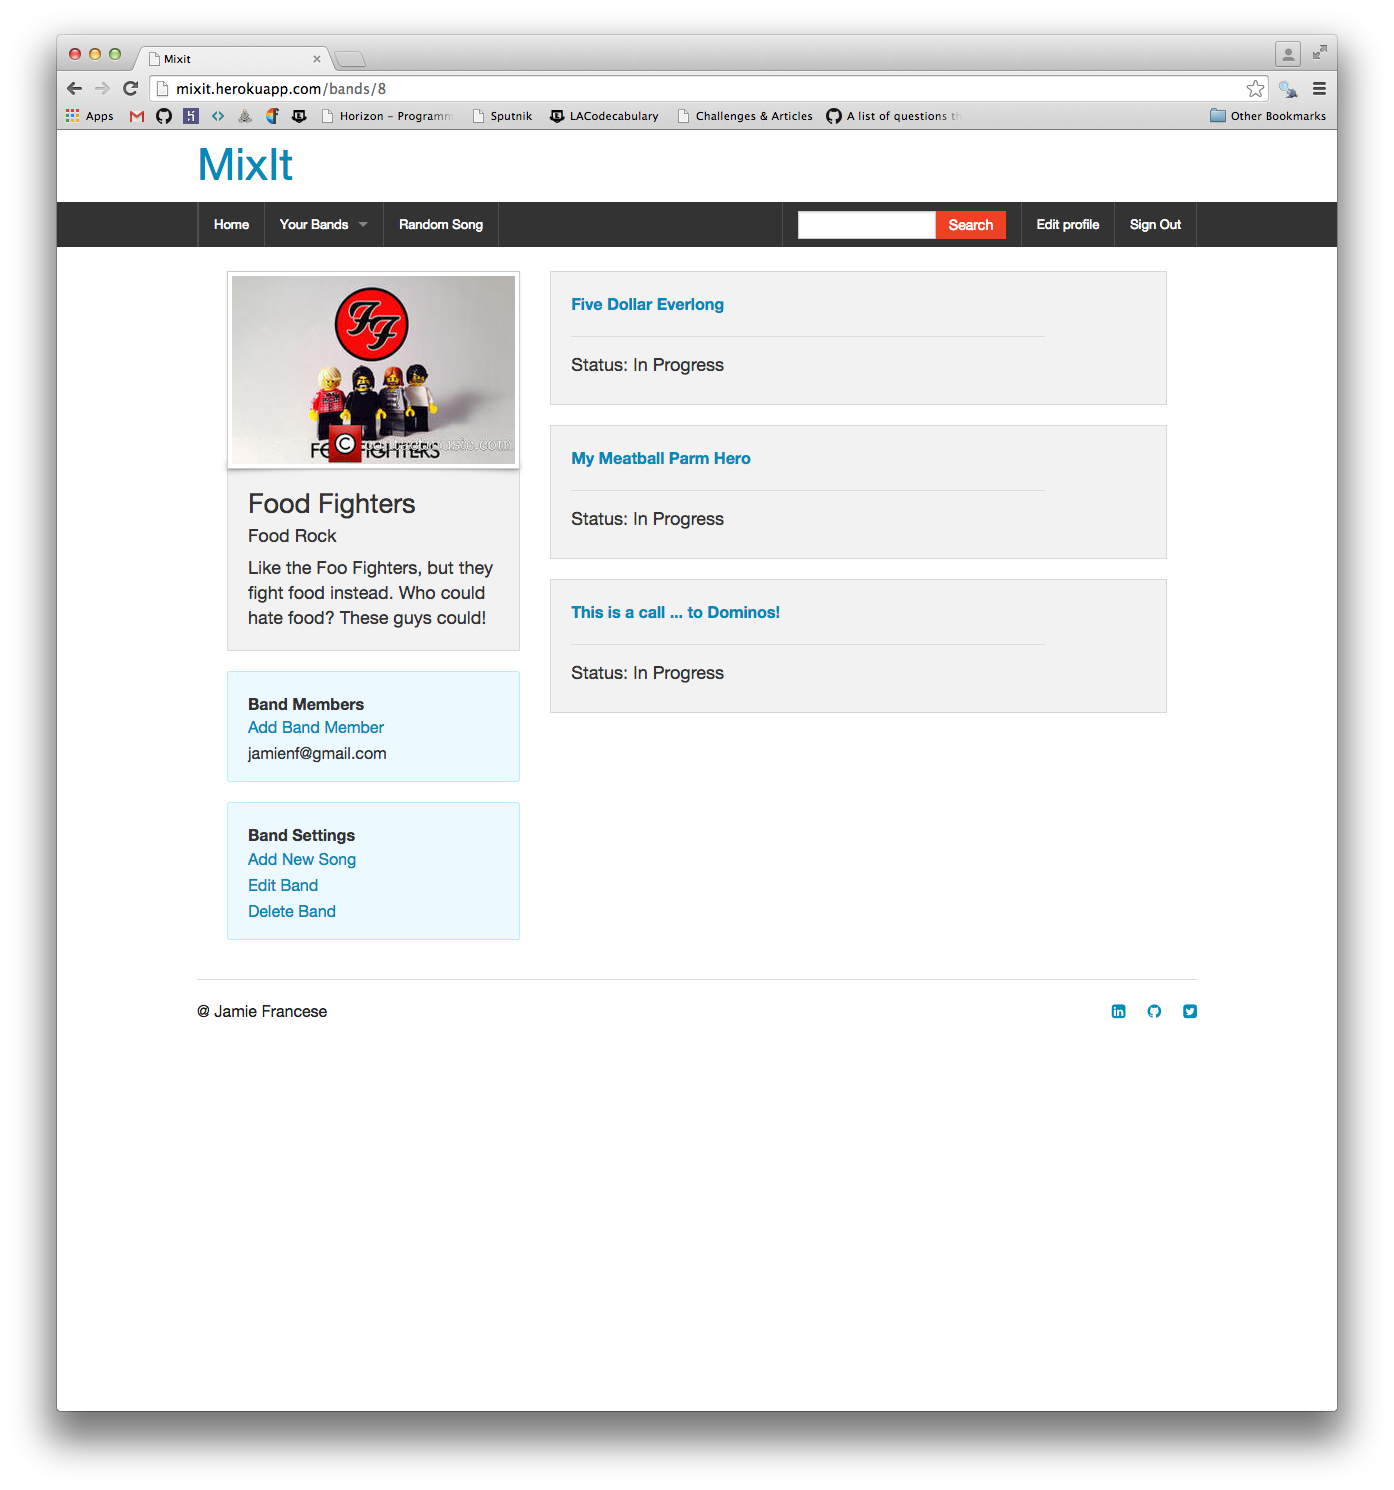 Mixit
mixit.herokuapp.com/bands/8
Apps
Horizon – Programm
Sputnik
LACodecabulary
Challenges & Articles
A list of questions th
Other Bookmarks
MixIt
Home
Your Bands
Random Song
Search
Edit profile
Sign Out
FF
FIGHTERS
Food Fighters
Food Rock
Like the Foo Fighters, but they
fight food instead. Who could
hate food? These guys could!
Band Members
Add Band Member
jamienf@gmail.com
Band Settings
Add New Song
Edit Band
Delete Band
Five Dollar Everlong
Status: In Progress
My Meatball Parm Hero
Status: In Progress
This is a call ... to Dominos!
Status: In Progress
@ Jamie Francese